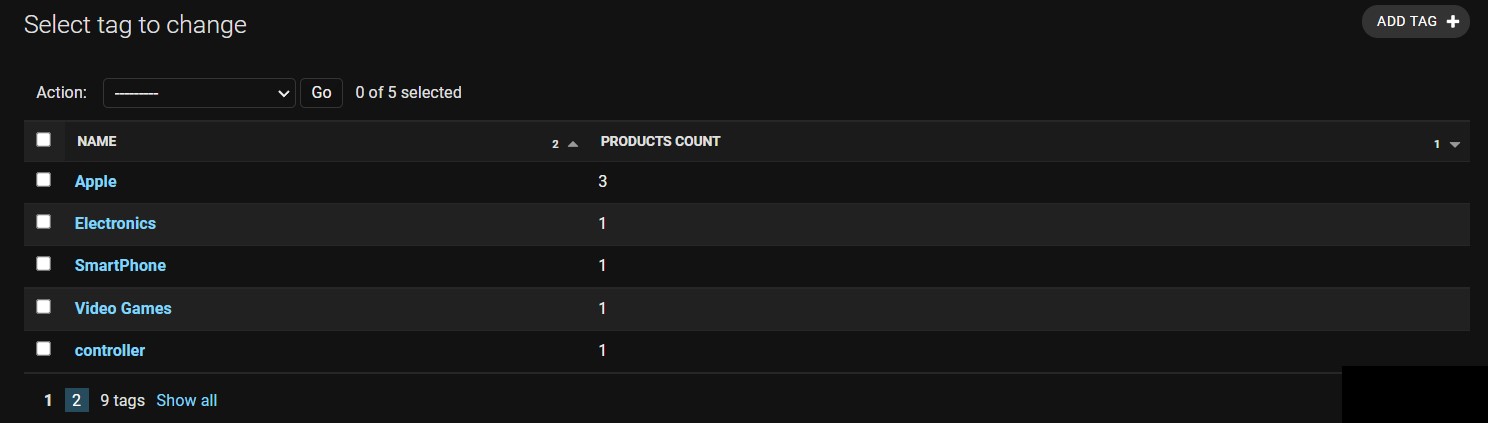 Select tag to change
ADD TAG +
Action: --------- Go 0 of 5 selected
NAME 2 PRODUCTS COUNT 1
Apple 3
Electronics 1
SmartPhone 1
Video Games 1
controller 1
1 2 9 tags Show all